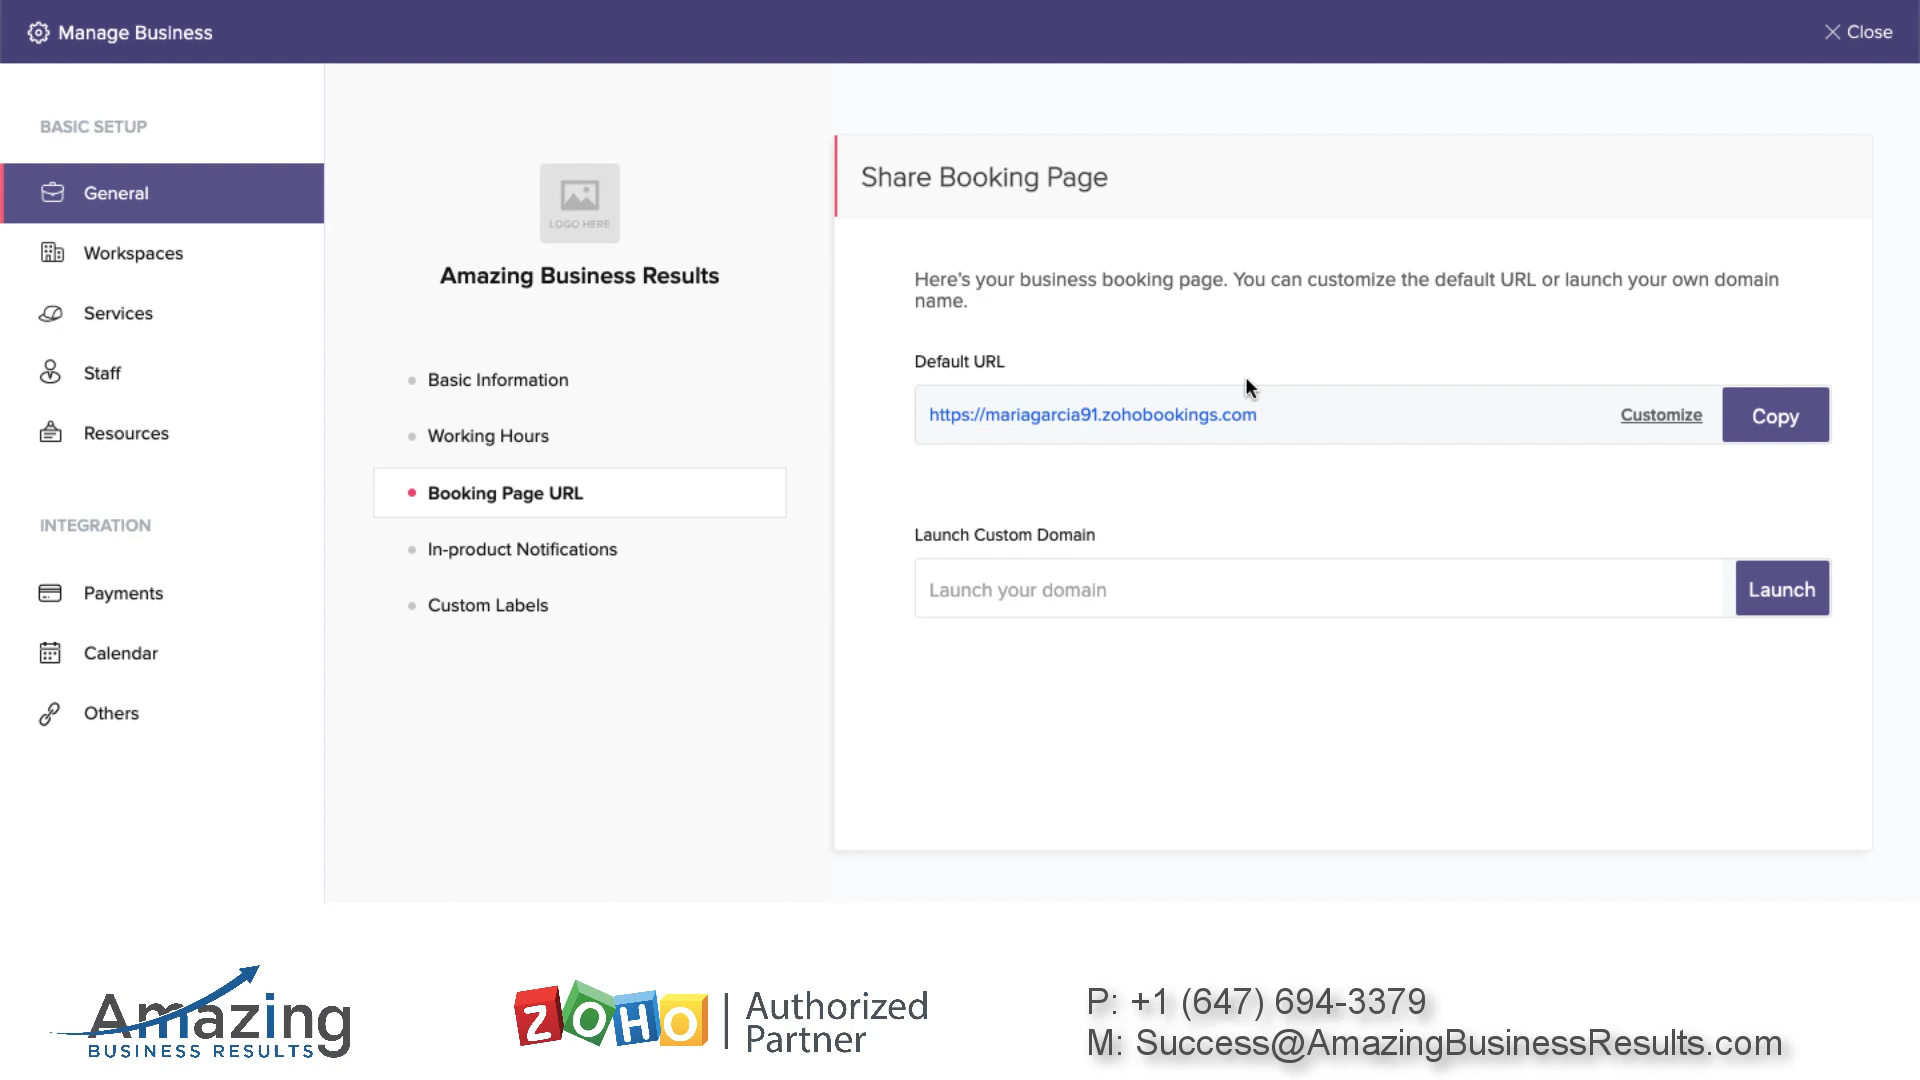 Manage Business
Close
BASIC SETUP
General
Workspaces
Services
Staff
Resources
INTEGRATION
Payments
Calendar
Others
LOGO HERE
Amazing Business Results
Basic Information
Working Hours
Booking Page URL
In-product Notifications
Custom Labels
Share Booking Page
Here's your business booking page. You can customize the default URL or launch your own domain
name.
Default URL
https://mariagarcia91.zohobookings.com
Customize
Copy
Launch Custom Domain
Launch your domain
Launch
Amazing
BUSINESS RESULTS
ZOHO
Authorized
Partner
P: +1 (647) 694-3379
M: Success@AmazingBusinessResults.com